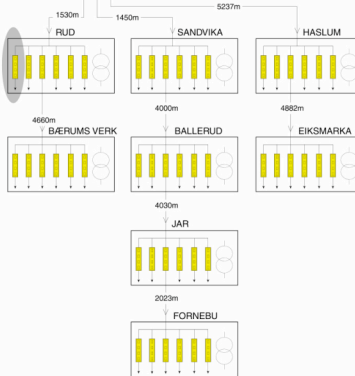 5237m
1530m
1450m
RUD
SANDVIKA
HASLUM
4660m
4000m
4882m
BÆRUMS VERK
BALLERUD
EIKSMARKA
4030m
JAR
2023m
FORNEBU